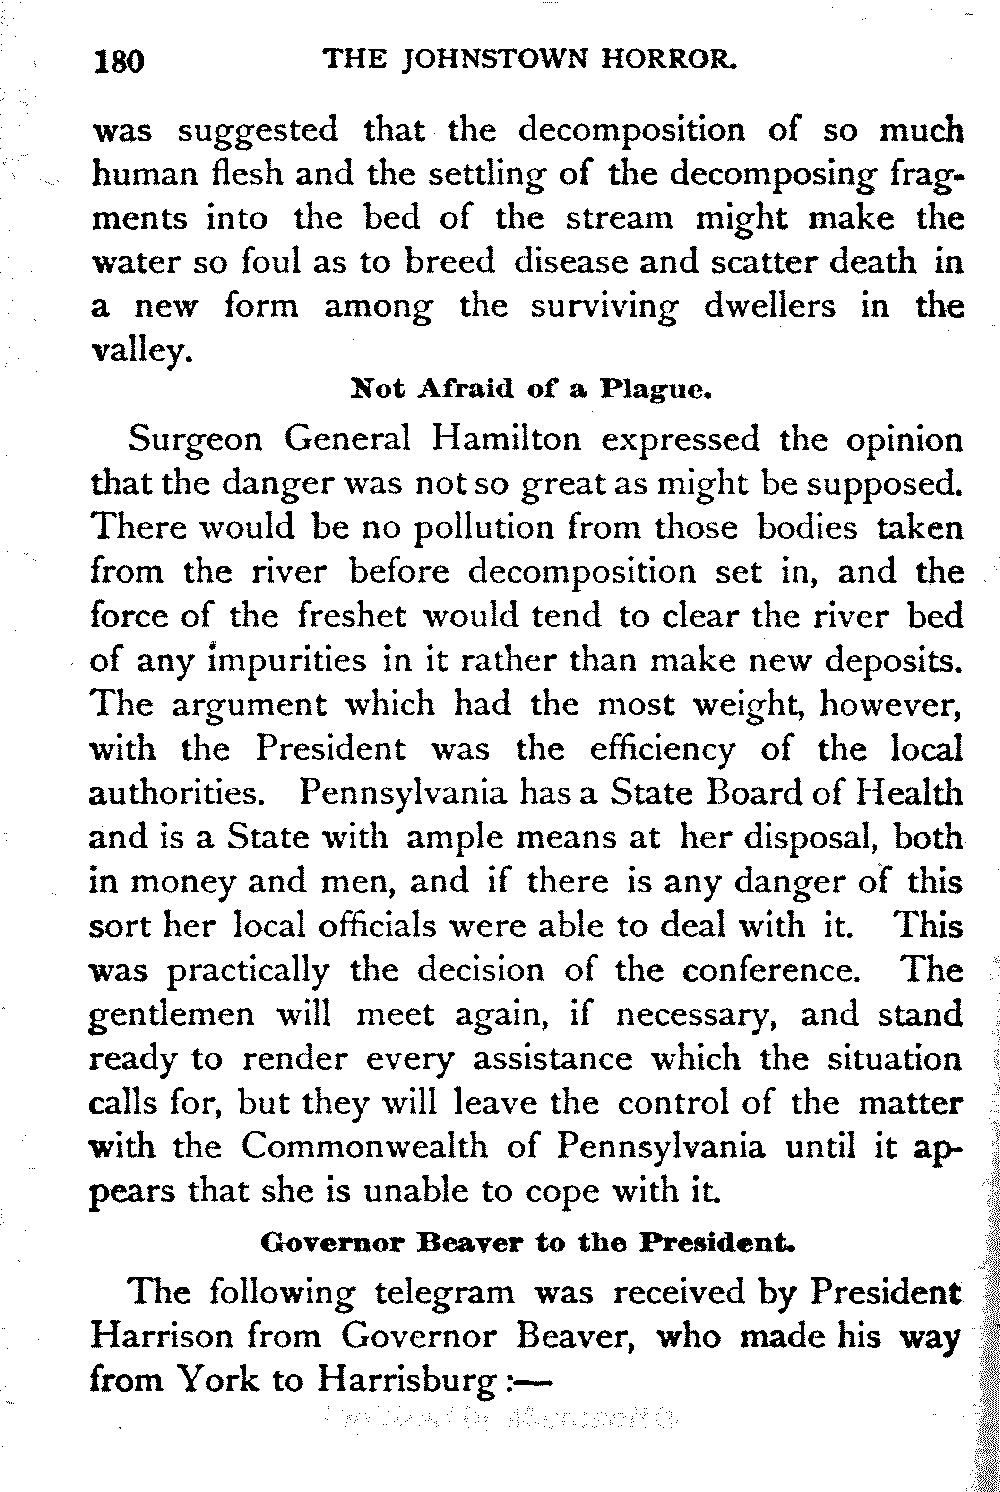 180 THE JOHNSTOWN HORROR.
was suggested that the decomposition of so much
human flesh and the settling of the decomposing frag-
ments into the bed of the stream might make the
water so foul as to breed disease and scatter death in
a new form among the surviving dwellers in the
valley.
Not Afraid of a Plague.
Surgeon General Hamilton expressed the opinion
that the danger was not so great as might be supposed.
There would be no pollution from those bodies taken
from the river before decomposition set in, and the
force of the freshet would tend to clear the river bed
of any impurities in it rather than make new deposits.
The argument which had the most weight, however,
with the President was the efficiency of the local
authorities. Pennsylvania has a State Board of Health
and is a State with ample means at her disposal, both
in money and men, and if there is any danger of this
sort her local officials were able to deal with it. This
was practically the decision of the conference. The
gentlemen will meet again, if necessary, and stand
ready to render every assistance which the situation
calls for, but they will leave the control of the matter
with the Commonwealth of Pennsylvania until it ap-
pears that she is unable to cope with it.
Governor Beaver to the President.
The following telegram was received by President
Harrison from Governor Beaver, who made his way
from York to Harrisburg :—